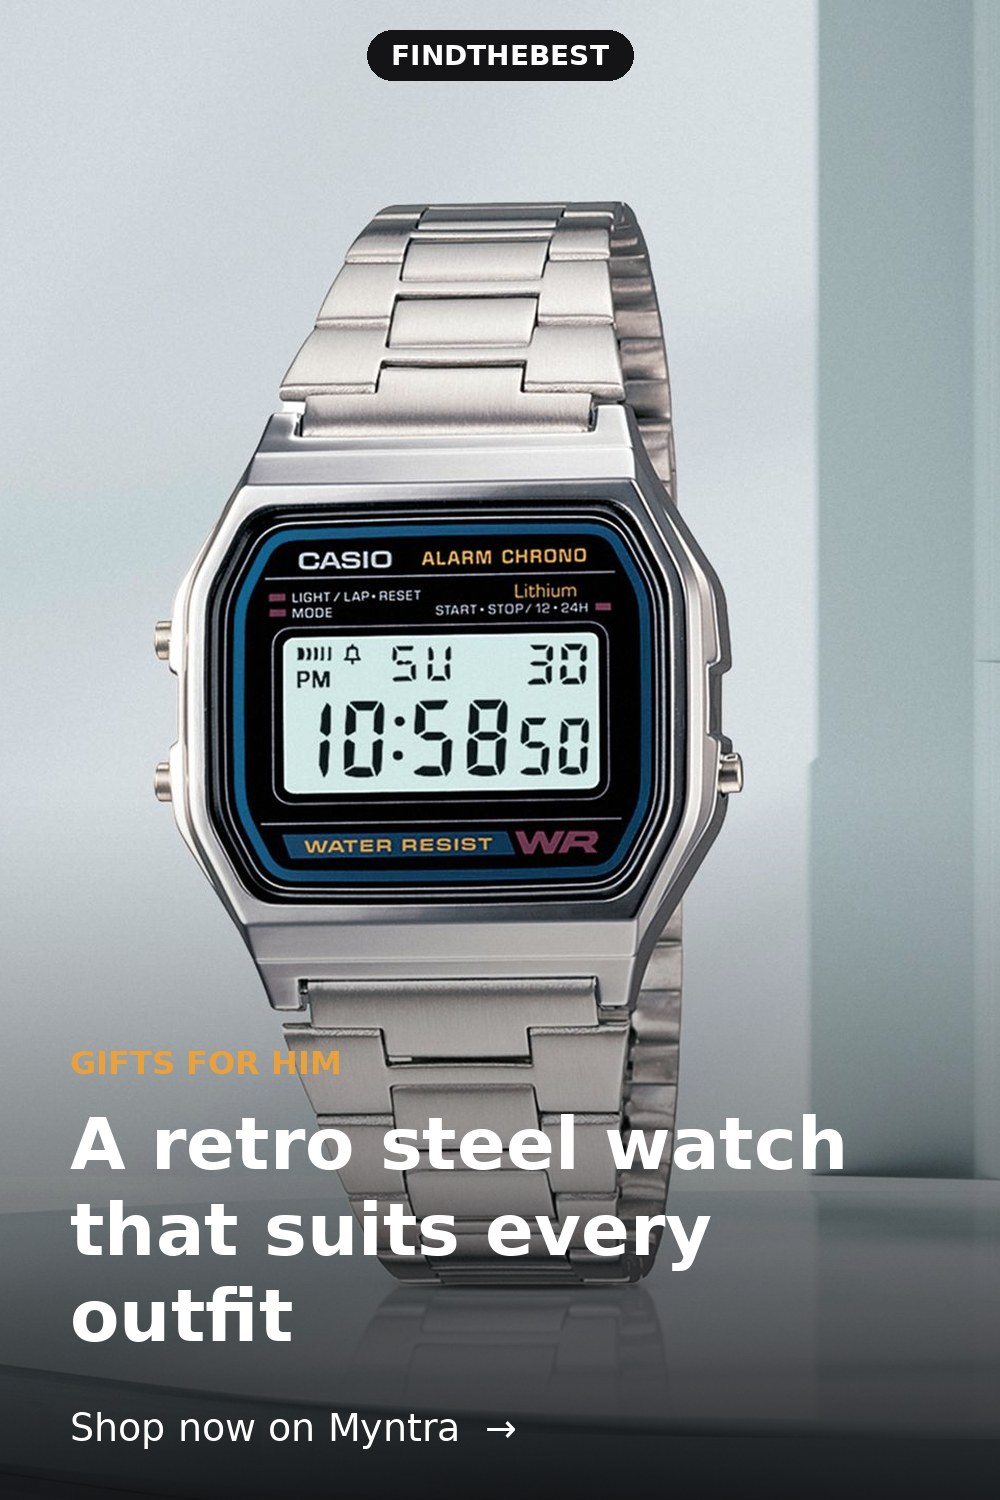 FINDTHEBEST
CASIO ALARM CHRONO
Lithium
LIGHT / LAP • RESET
MODE
START • STOP / 12 • 24H
SU 30
PM
10:58 50
WATER RESIST WR
GIFTS FOR HIM
A retro steel watch
that suits every
outfit
Shop now on Myntra →